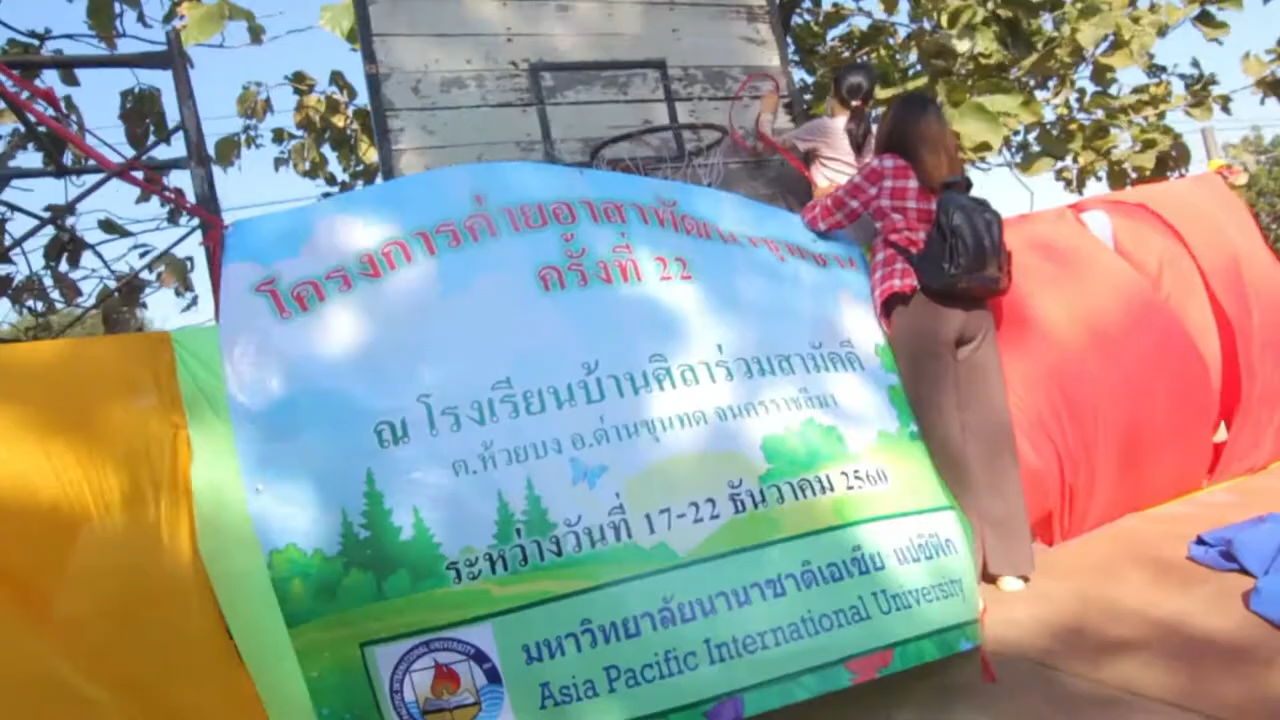 โครงการค่ายอาสาพัฒนาชุมชน
ครั้งที่ 22
ณ โรงเรียนบ้านศิลาร่วมสามัคคี
ต.ห้วยบง อ.ด่านขุนทด จ.นครราชสีมา
ระหว่างวันที่ 17-22 ธันวาคม 2560
มหาวิทยาลัยนานาชาติเอเชีย-แปซิฟิก
Asia Pacific International University
INTERNATIONAL UNIVERSITY